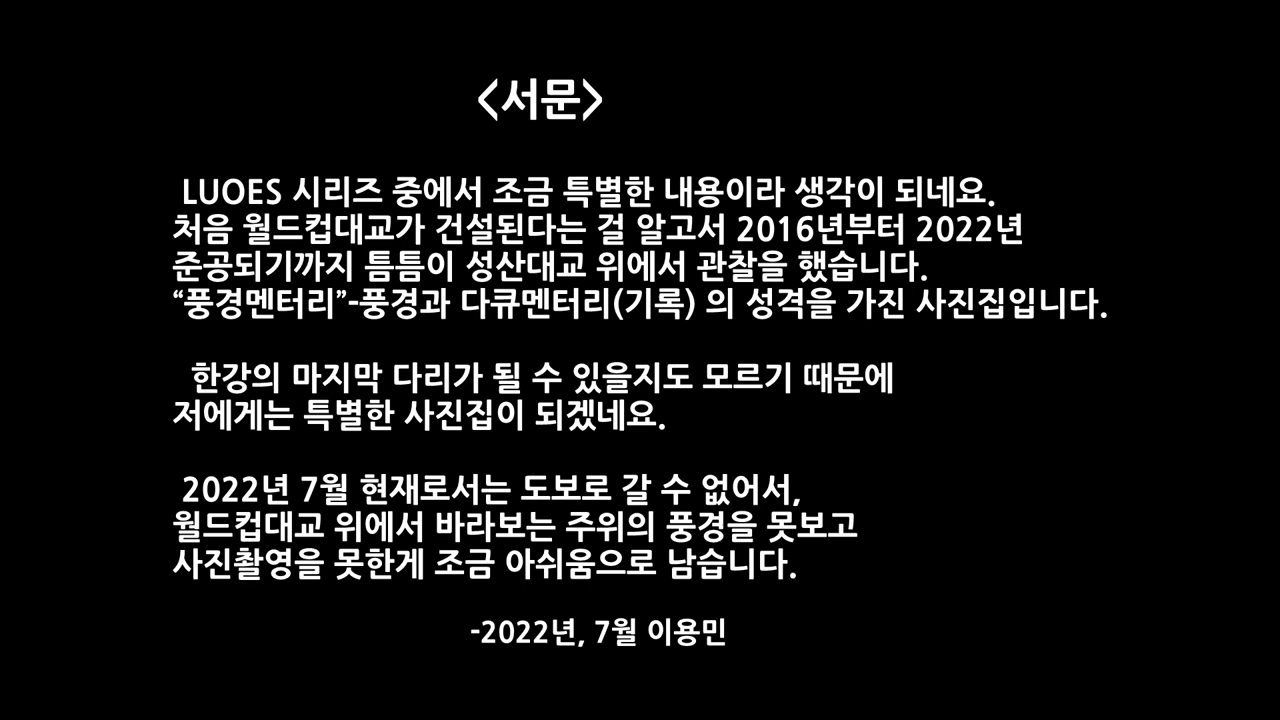 <서문>
LUOES 시리즈 중에서 조금 특별한 내용이라 생각이 되네요.
처음 월드컵대교가 건설된다는 걸 알고서 2016년부터 2022년
준공되기까지 틈틈이 성산대교 위에서 관찰을 했습니다.
“풍경멘터리”-풍경과 다큐멘터리(기록) 의 성격을 가진 사진집입니다.
한강의 마지막 다리가 될 수 있을지도 모르기 때문에
저에게는 특별한 사진집이 되겠네요.
2022년 7월 현재로서는 도보로 갈 수 없어서,
월드컵대교 위에서 바라보는 주위의 풍경을 못보고
사진촬영을 못한게 조금 아쉬움으로 남습니다.
-2022년, 7월 이용민